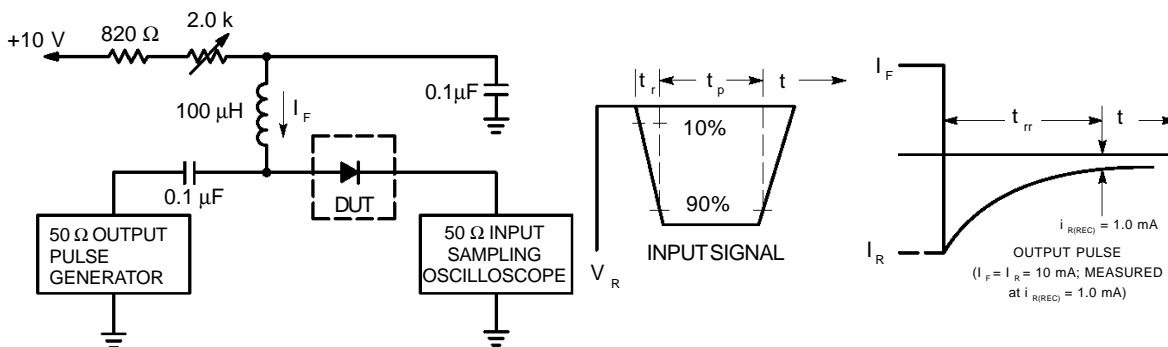 +10 V
820 Ω
2.0 k
100 μH
I F
0.1μF
0.1 μF
DUT
50 Ω OUTPUT
PULSE
GENERATOR
50 Ω INPUT
SAMPLING
OSCILLOSCOPE
t r
t p
t
10%
90%
V R
INPUT SIGNAL
I F
t rr
t
I R
i R(REC) = 1.0 mA
OUTPUT PULSE
(I F = I R = 10 mA; MEASURED
at i R(REC) = 1.0 mA)